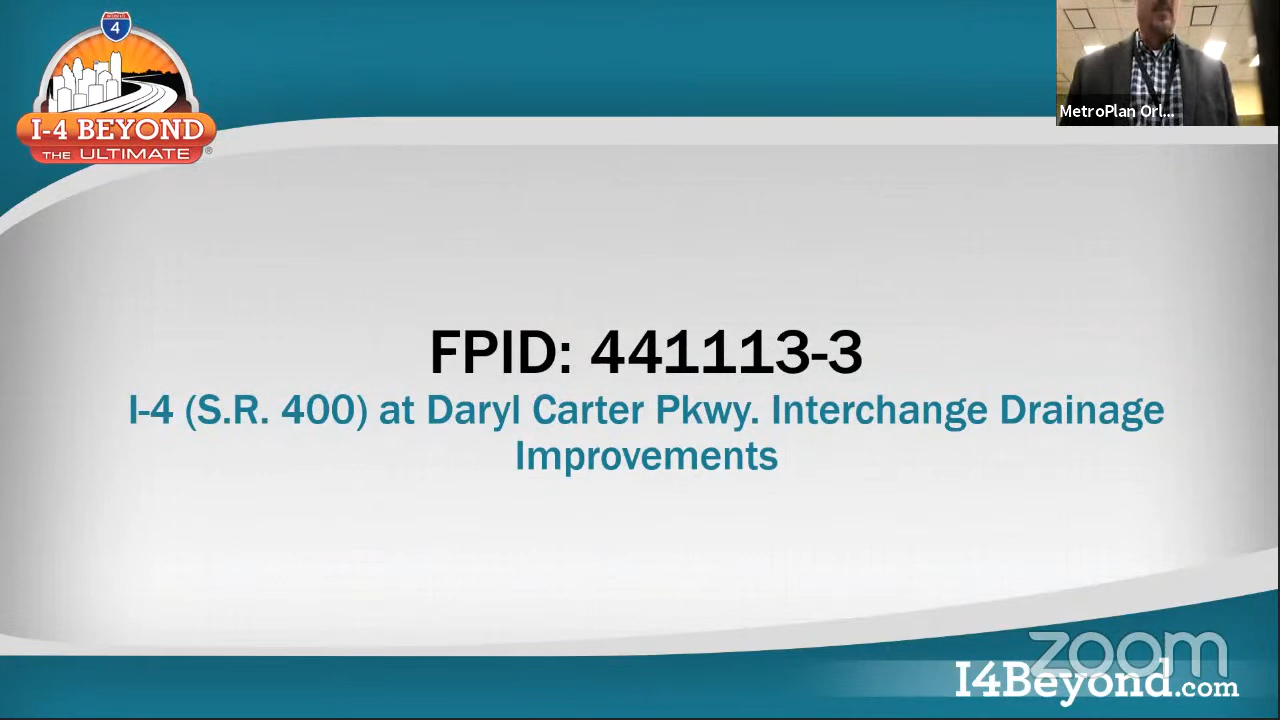 4
I-4 BEYOND
THE ULTIMATE®
MetroPlan Orl...
FPID: 441113-3
I-4 (S.R. 400) at Daryl Carter Pkwy. Interchange Drainage
Improvements
zoom
I4Beyond.com